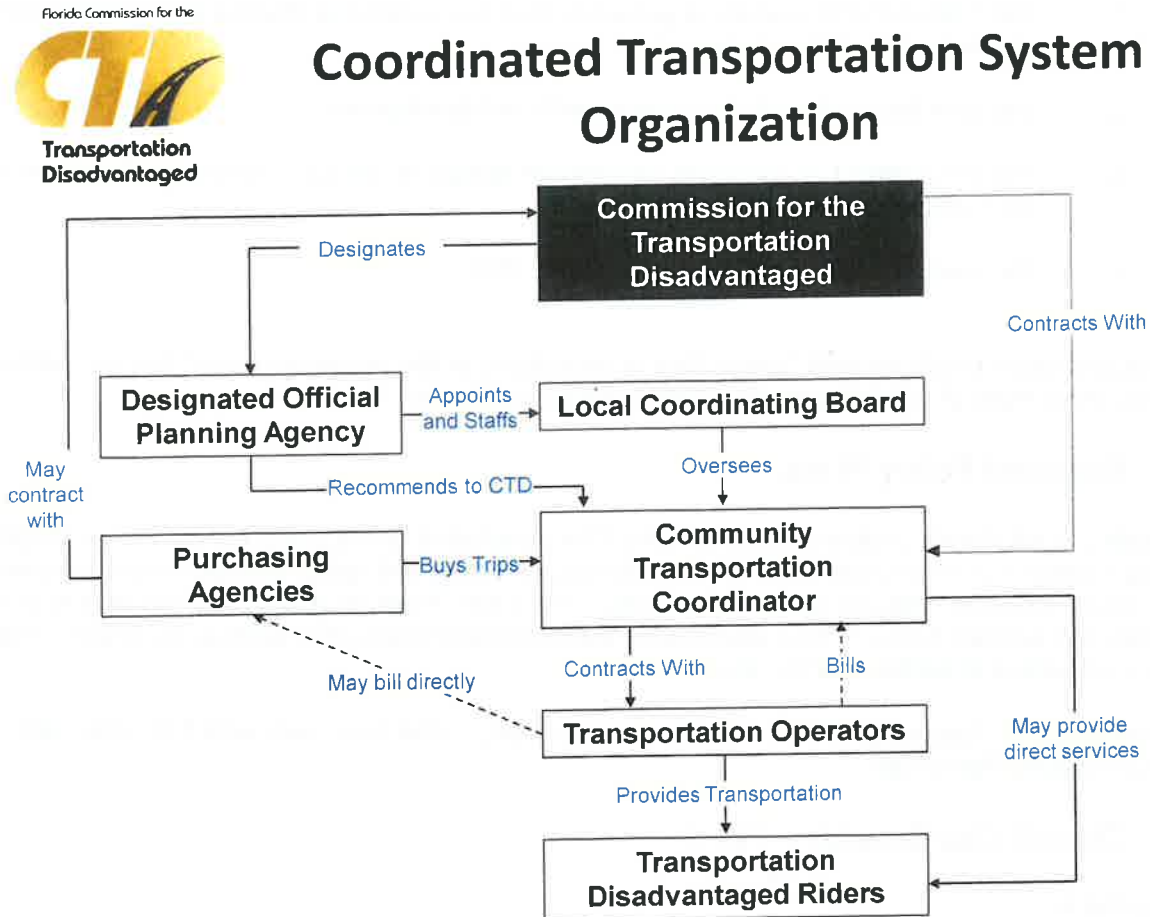 Florida Commission for the
CTD
Transportation
Disadvantaged
Coordinated Transportation System
Organization
Commission for the
Transportation
Disadvantaged
Designates
Contracts With
Designated Official
Planning Agency
Appoints
and Staffs
Local Coordinating Board
May
contract
with
Recommends to CTD
Oversees
Purchasing
Agencies
Buys Trips
Community
Transportation
Coordinator
May bill directly
Contracts With
Bills
Transportation Operators
May provide
direct services
Provides Transportation
Transportation
Disadvantaged Riders